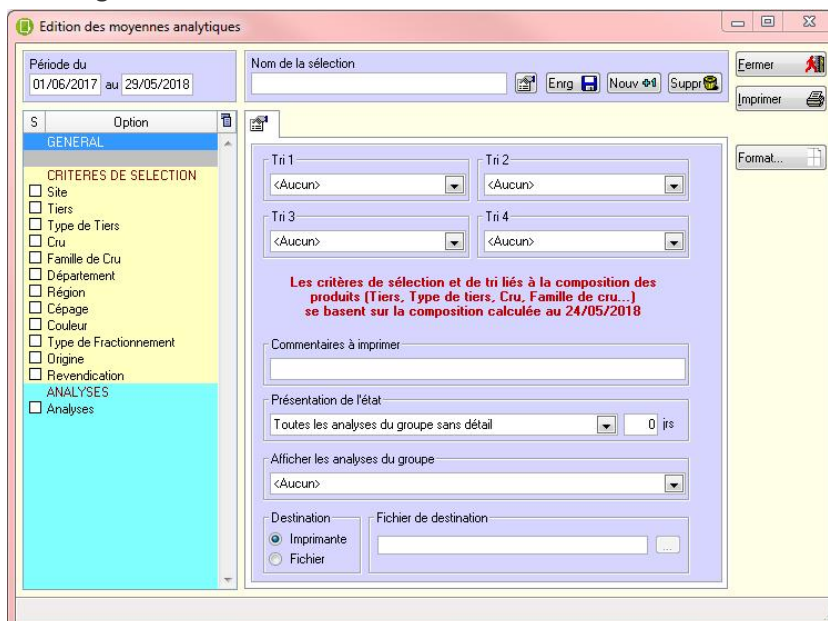 Edition des moyennes analytiques
Période du
01/06/2017 au 29/05/2018
Nom de la sélection
Enrg
Nouv
Suppr
Fermer
Imprimer
Format...
S Option
GENERAL
CRITERES DE SELECTION
Site
Tiers
Type de Tiers
Cru
Famille de Cru
Département
Région
Cépage
Couleur
Type de Fractionnement
Origine
Revendication
ANALYSES
Analyses
Tri 1
<Aucun>
Tri 2
<Aucun>
Tri 3
<Aucun>
Tri 4
<Aucun>
Les critères de sélection et de tri liés à la composition des
produits (Tiers, Type de tiers, Cru, Famille de cru...)
se basent sur la composition calculée au 24/05/2018
Commentaires à imprimer
Présentation de l'état
Toutes les analyses du groupe sans détail
0 jrs
Afficher les analyses du groupe
<Aucun>
Destination
Imprimante
Fichier
Fichier de destination
...